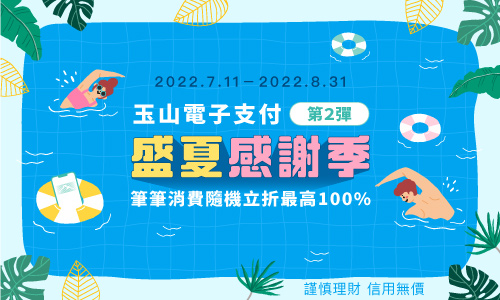 2022.7.11－2022.8.31
玉山電子支付 第2彈
盛夏感謝季
筆筆消費隨機立折最高100%
謹慎理財 信用無價